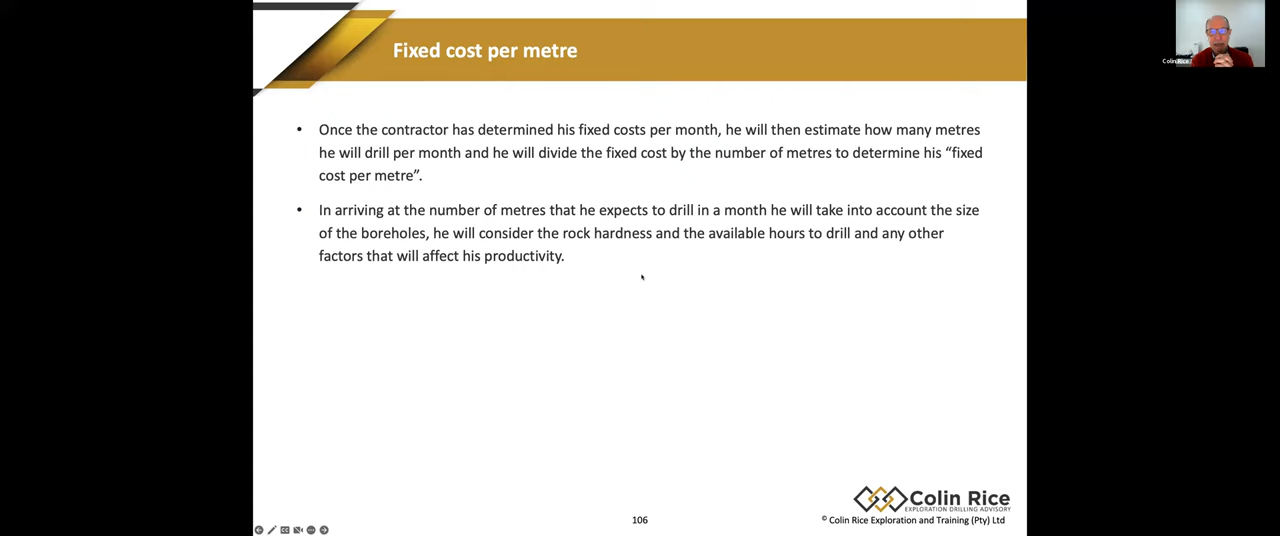 Fixed cost per metre
Colin Rice
• Once the contractor has determined his fixed costs per month, he will then estimate how many metres
he will drill per month and he will divide the fixed cost by the number of metres to determine his “fixed
cost per metre”.
• In arriving at the number of metres that he expects to drill in a month he will take into account the size
of the boreholes, he will consider the rock hardness and the available hours to drill and any other
factors that will affect his productivity.
Colin Rice
EXPLORATION DRILLING ADVISORY
106
© Colin Rice Exploration and Training (Pty) Ltd